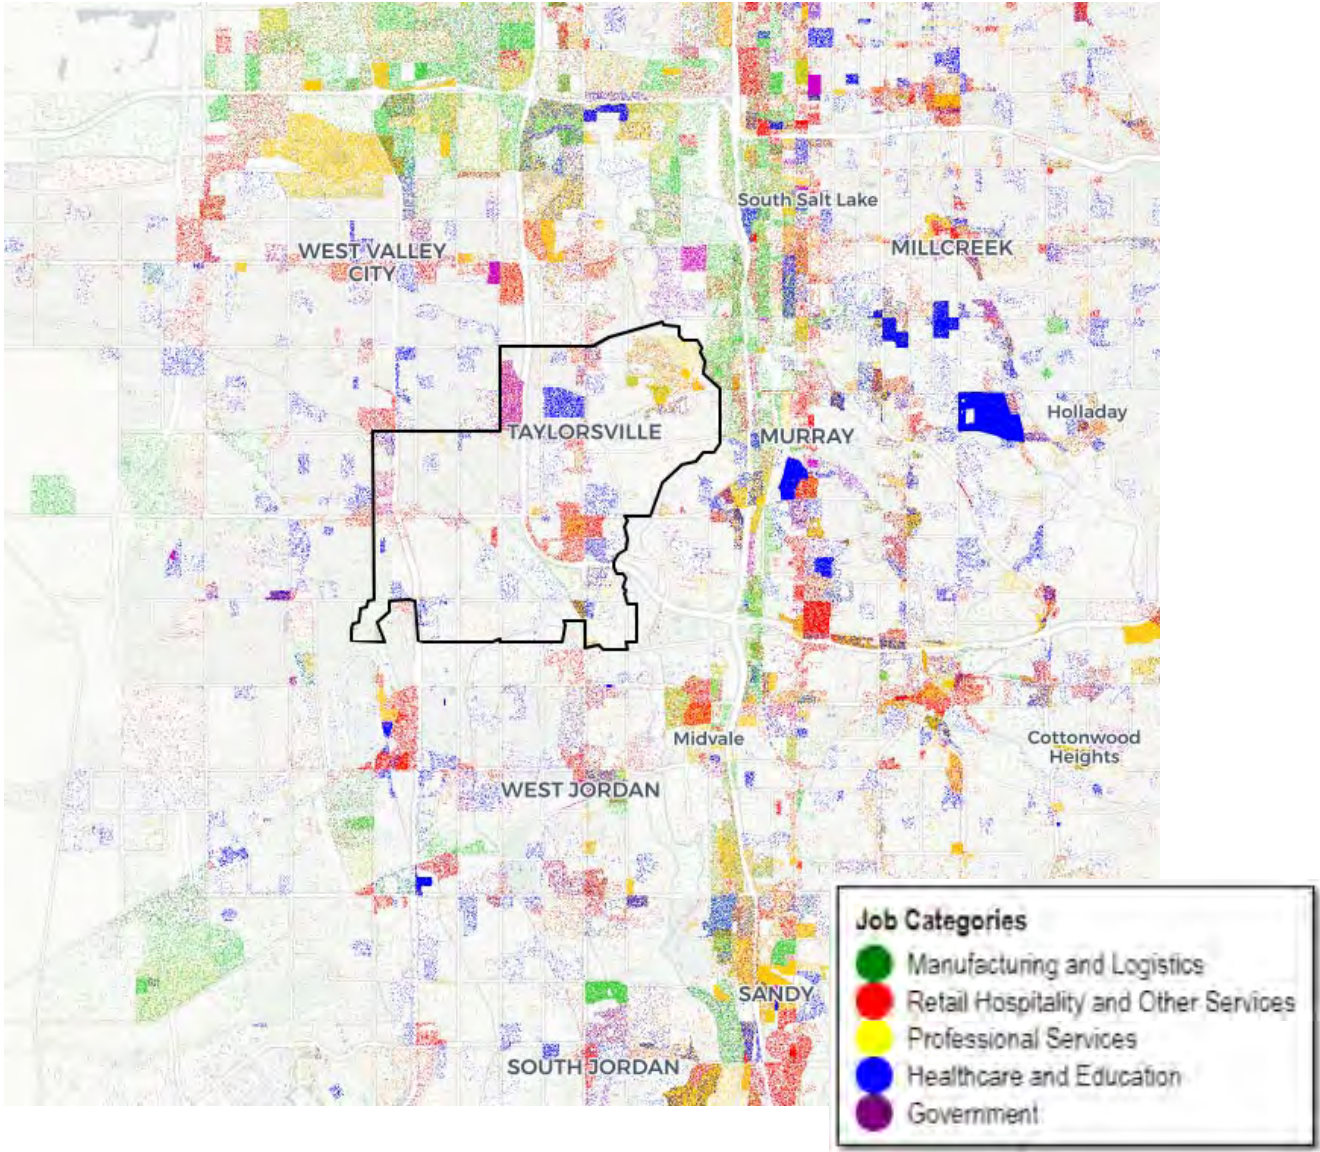 South Salt Lake
WEST VALLEY
CITY
MILLCREEK
Holladay
TAYLORSVILLE
MURRAY
Midvale
Cottonwood
Heights
WEST JORDAN
SANDY
SOUTH JORDAN
Job Categories
Manufacturing and Logistics
Retail Hospitality and Other Services
Professional Services
Healthcare and Education
Government